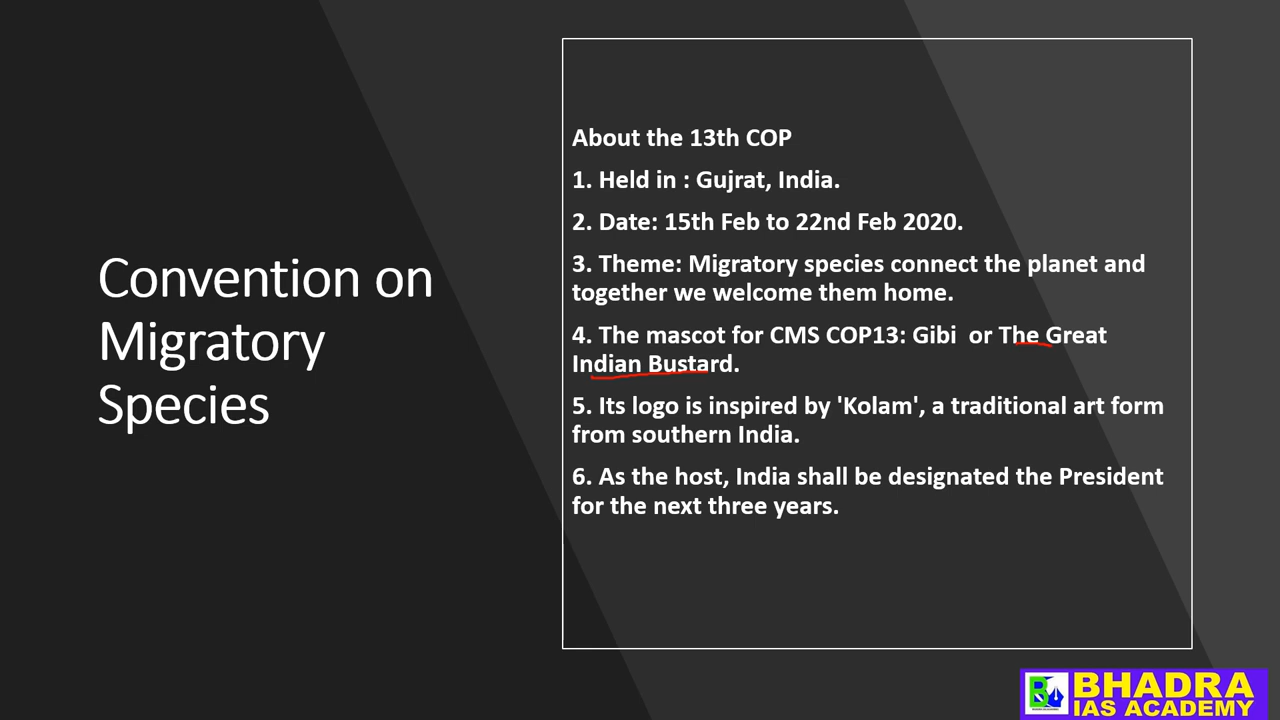 Convention on
Migratory
Species
About the 13th COP
1. Held in : Gujrat, India.
2. Date: 15th Feb to 22nd Feb 2020.
3. Theme: Migratory species connect the planet and
together we welcome them home.
4. The mascot for CMS COP13: Gibi or The Great
Indian Bustard.
5. Its logo is inspired by 'Kolam', a traditional art form
from southern India.
6. As the host, India shall be designated the President
for the next three years.
BHADRA
IAS ACADEMY